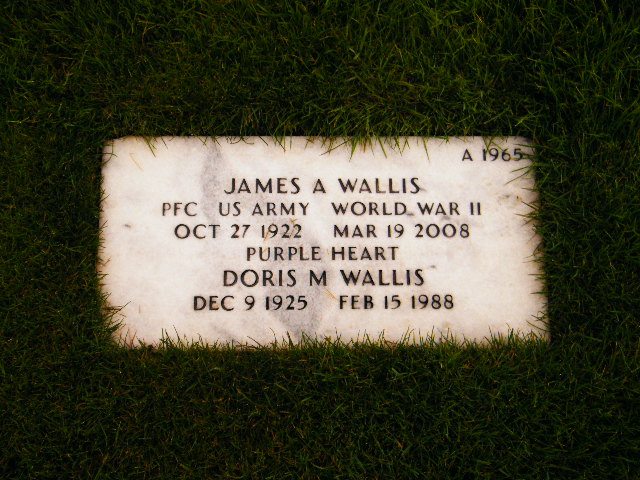 A 1965
JAMES A WALLIS
PFC US ARMY WORLD WAR II
OCT 27 1922 MAR 19 2008
PURPLE HEART
DORIS M WALLIS
DEC 9 1925 FEB 15 1988